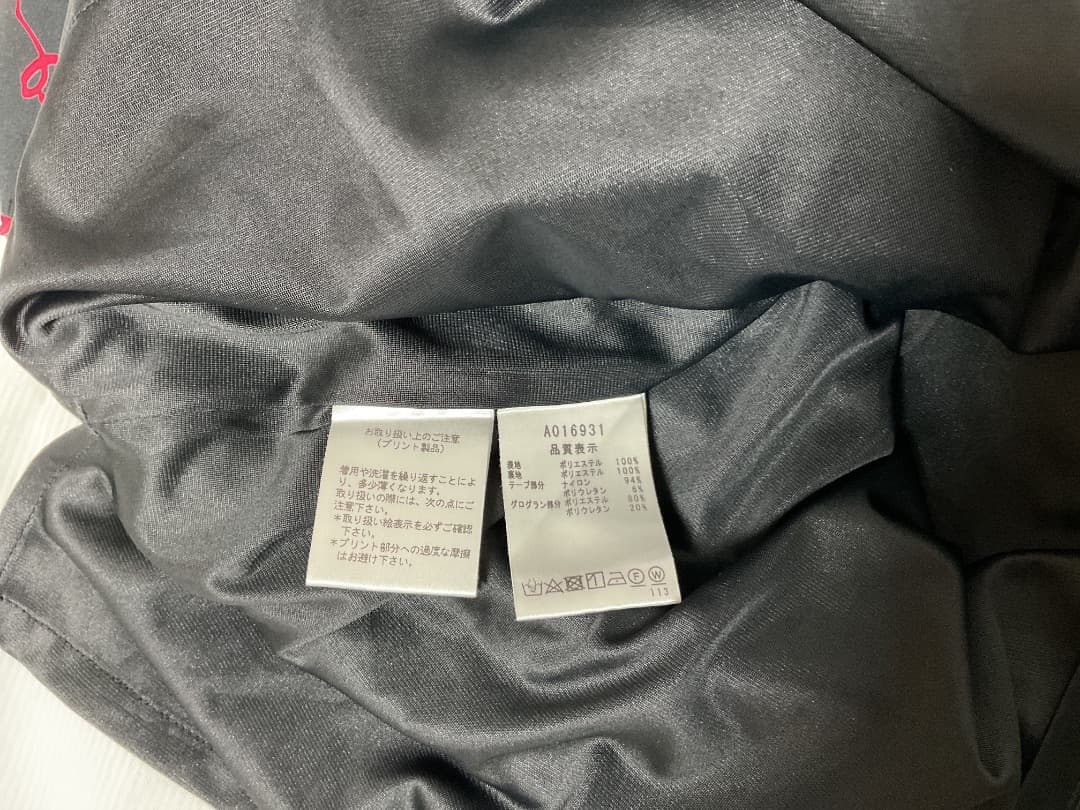 お取り扱い上のご注意
(プリント製品)
着用や洗濯を繰り返すことによ
り、多少薄くなります。
取り扱いの際には、次の点にご
注意下さい。
*取り扱い絵表示を必ずご確認
下さい。
*プリント部分への過度な摩擦
はお避け下さい。
A016931
品質表示
表地 ポリエステル 100%
裏地 ポリエステル 100%
テープ部分 ナイロン 94%
ポリウレタン 6%
グログラン部分 ポリエステル 80%
ポリウレタン 20%
F W
113